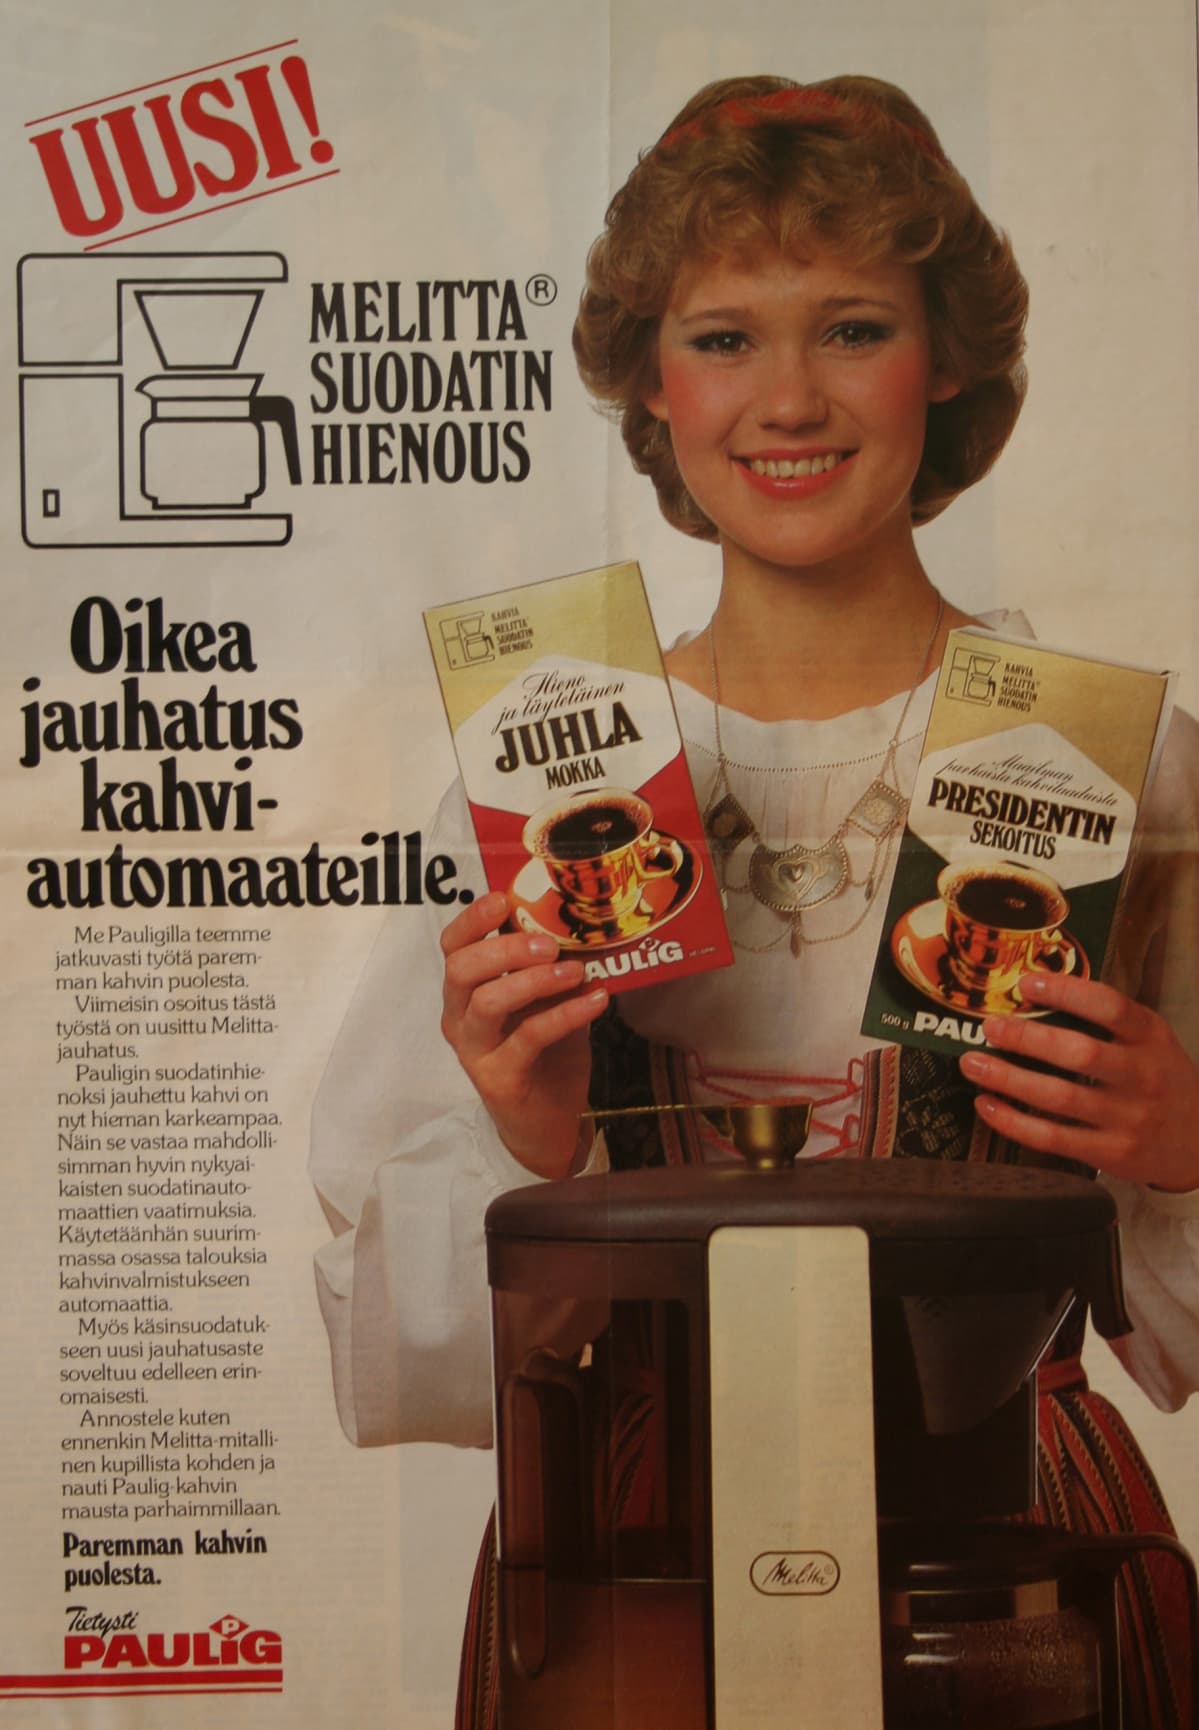 UUSI!
MELITTA®
SUODATIN
HIENOUS
Oikea
jauhatus
kahvi-
automaateille.
Me Pauligilla teemme
jatkuvasti työtä parem-
man kahvin puolesta.
Viimeisin osoitus tästä
työstä on uusittu Melitta-
jauhatus.
Pauligin suodatinhie-
noksi jauhettu kahvi on
nyt hieman karkeampaa.
Näin se vastaa mahdolli-
simman hyvin nykyai-
kaisten suodatinauto-
maattien vaatimuksia.
Käytetäänhän suurim-
massa osassa talouksia
kahvinvalmistukseen
automaattia.
Myös käsinsuodatuk-
seen uusi jauhatusaste
soveltuu edelleen erin-
omaisesti.
Annostele kuten
ennenkin Melitta-mitalli-
nen kupillista kohden ja
nauti Paulig-kahvin
mausta parhaimmillaan.
Paremman kahvin
puolesta.
Tietysti
PAULIG
KAHVIA
MELITTA®
SUODATIN
HIENOUS
Hieno
ja täyteläinen
JUHLA
MOKKA
AULIG
KAHVIA
MELITTA®
SUODATIN
HIENOUS
Maailman
parhaista kahvilaaduista
PRESIDENTIN
SEKOITUS
500 g PAU
Melitta®